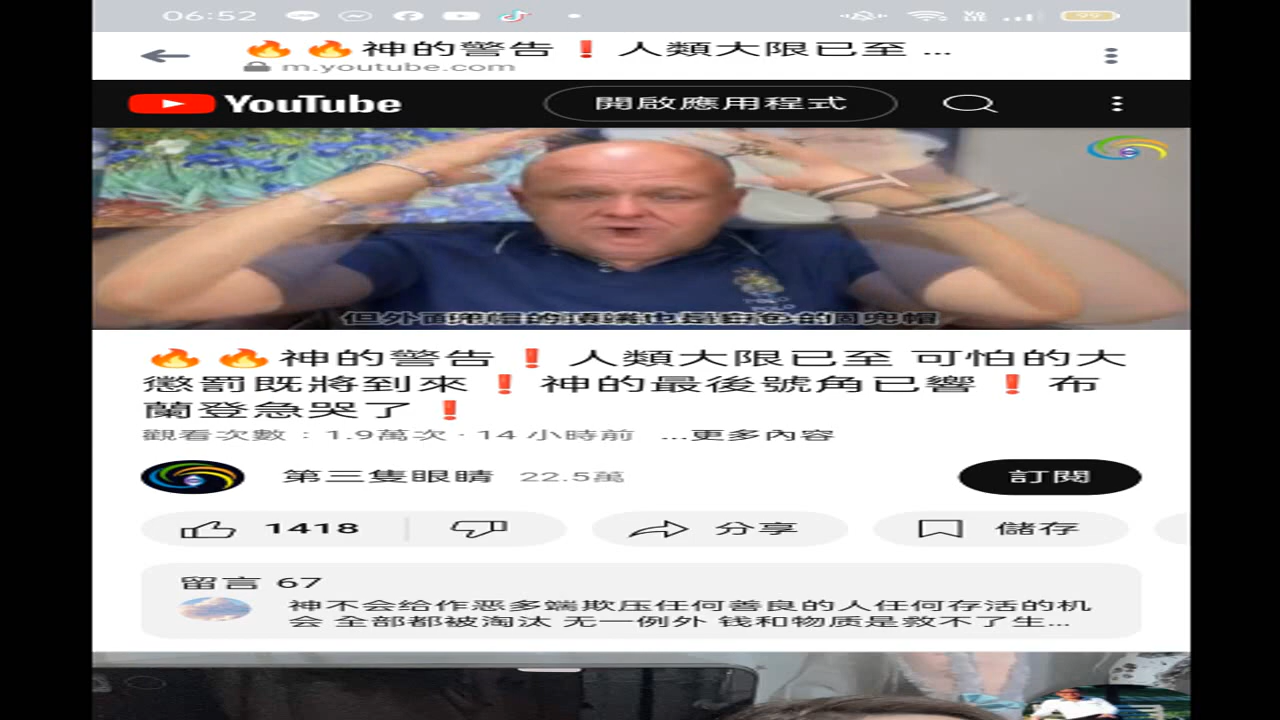 06:52
99
🔥🔥神的警告❗人類大限已至 ...
m.youtube.com
YouTube
開啟應用程式
🔥🔥神的警告❗人類大限已至 可怕的大
懲罰既將到來❗神的最後號角已響❗布
蘭登急哭了❗
觀看次數：1.9萬次 · 14 小時前 ...更多內容
第三隻眼睛 22.5萬
訂閱
1418
分享
儲存
留言 67
神不会给作恶多端欺压任何善良的人任何存活的机
会 全部都被淘汰 无一例外 钱和物质是救不了生...